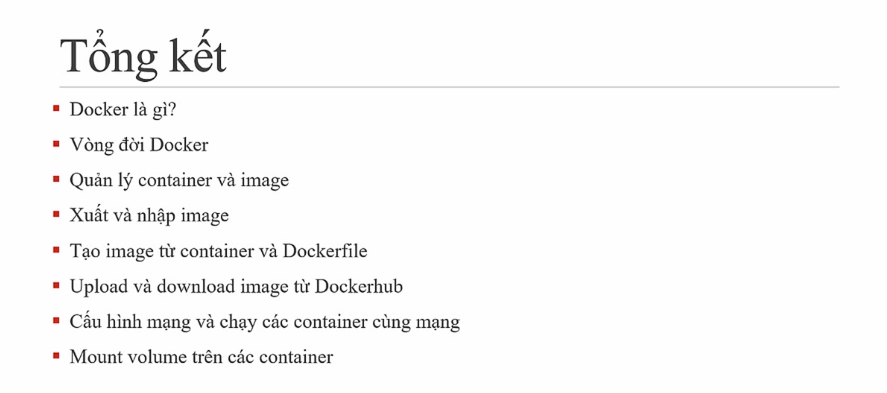 Tổng kết
Docker là gì?
Vòng đời Docker
Quản lý container và image
Xuất và nhập image
Tạo image từ container và Dockerfile
Upload và download image từ Dockerhub
Cấu hình mạng và chạy các container cùng mạng
Mount volume trên các container